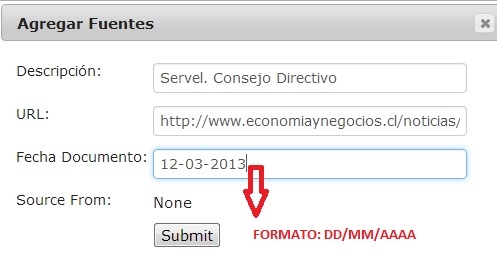 Agregar Fuentes
Descripción: Servel. Consejo Directivo
URL: http://www.economiaynegocios.cl/noticias/
Fecha Documento: 12-03-2013
Source From: None
Submit FORMATO: DD/MM/AAAA